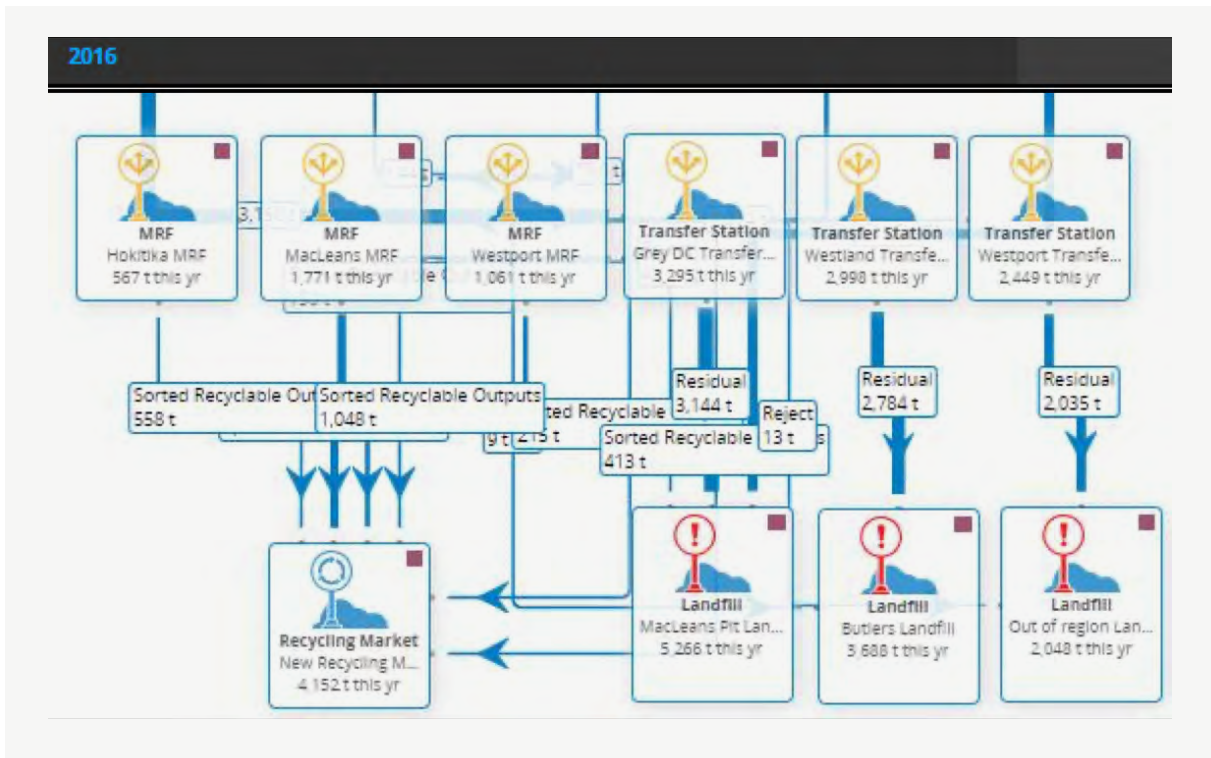 2016
MRF
Hokitika MRF
567 t this yr
MRF
MacLeans MRF
1,771 t this yr
MRF
Westport MRF
1,061 t this yr
Transfer Station
Grey DC Transfer...
3,295 t this yr
Transfer Station
Westland Transfe...
2,998 t this yr
Transfer Station
Westport Transfe...
2,449 t this yr
t
Sorted Recyclable Out
558 t
Sorted Recyclable Outputs
1,048 t
9 t
ted Recyclable
215 t
Residual
3,144 t
Sorted Recyclable
s
413 t
Reject
13 t
Residual
2,784 t
Residual
2,035 t
Recycling Market
New Recycling M...
4,152 t this yr
Landfill
MacLeans Pit Lan...
5,266 t this yr
Landfill
Butlers Landfill
3,688 t this yr
Landfill
Out of region Lan...
2,048 t this yr